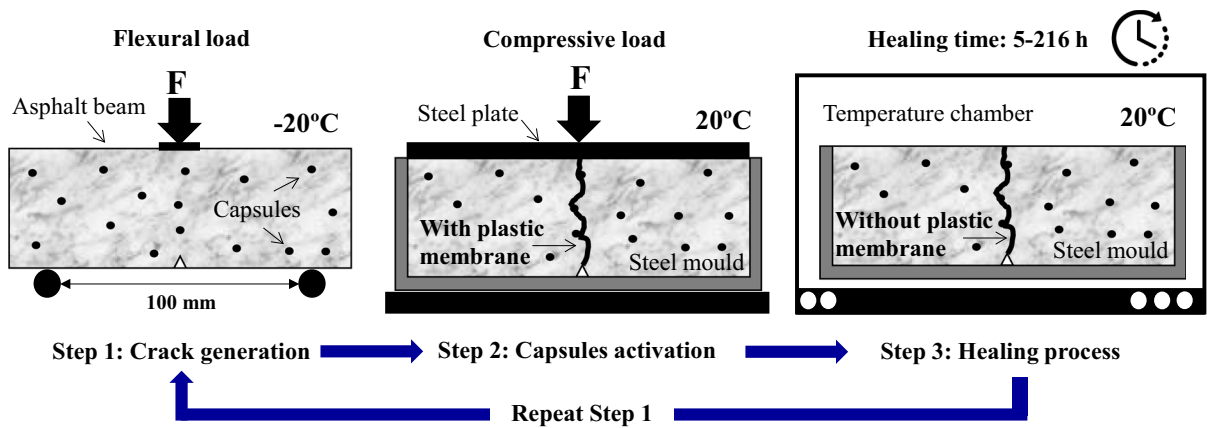 Flexural load
F
Asphalt beam
-20ºC
Capsules
100 mm
Step 1: Crack generation
Compressive load
F
Steel plate
20ºC
With plastic
membrane
Steel mould
Step 2: Capsules activation
Healing time: 5-216 h
Temperature chamber
20ºC
Without plastic
membrane
Steel mould
Step 3: Healing process
Repeat Step 1